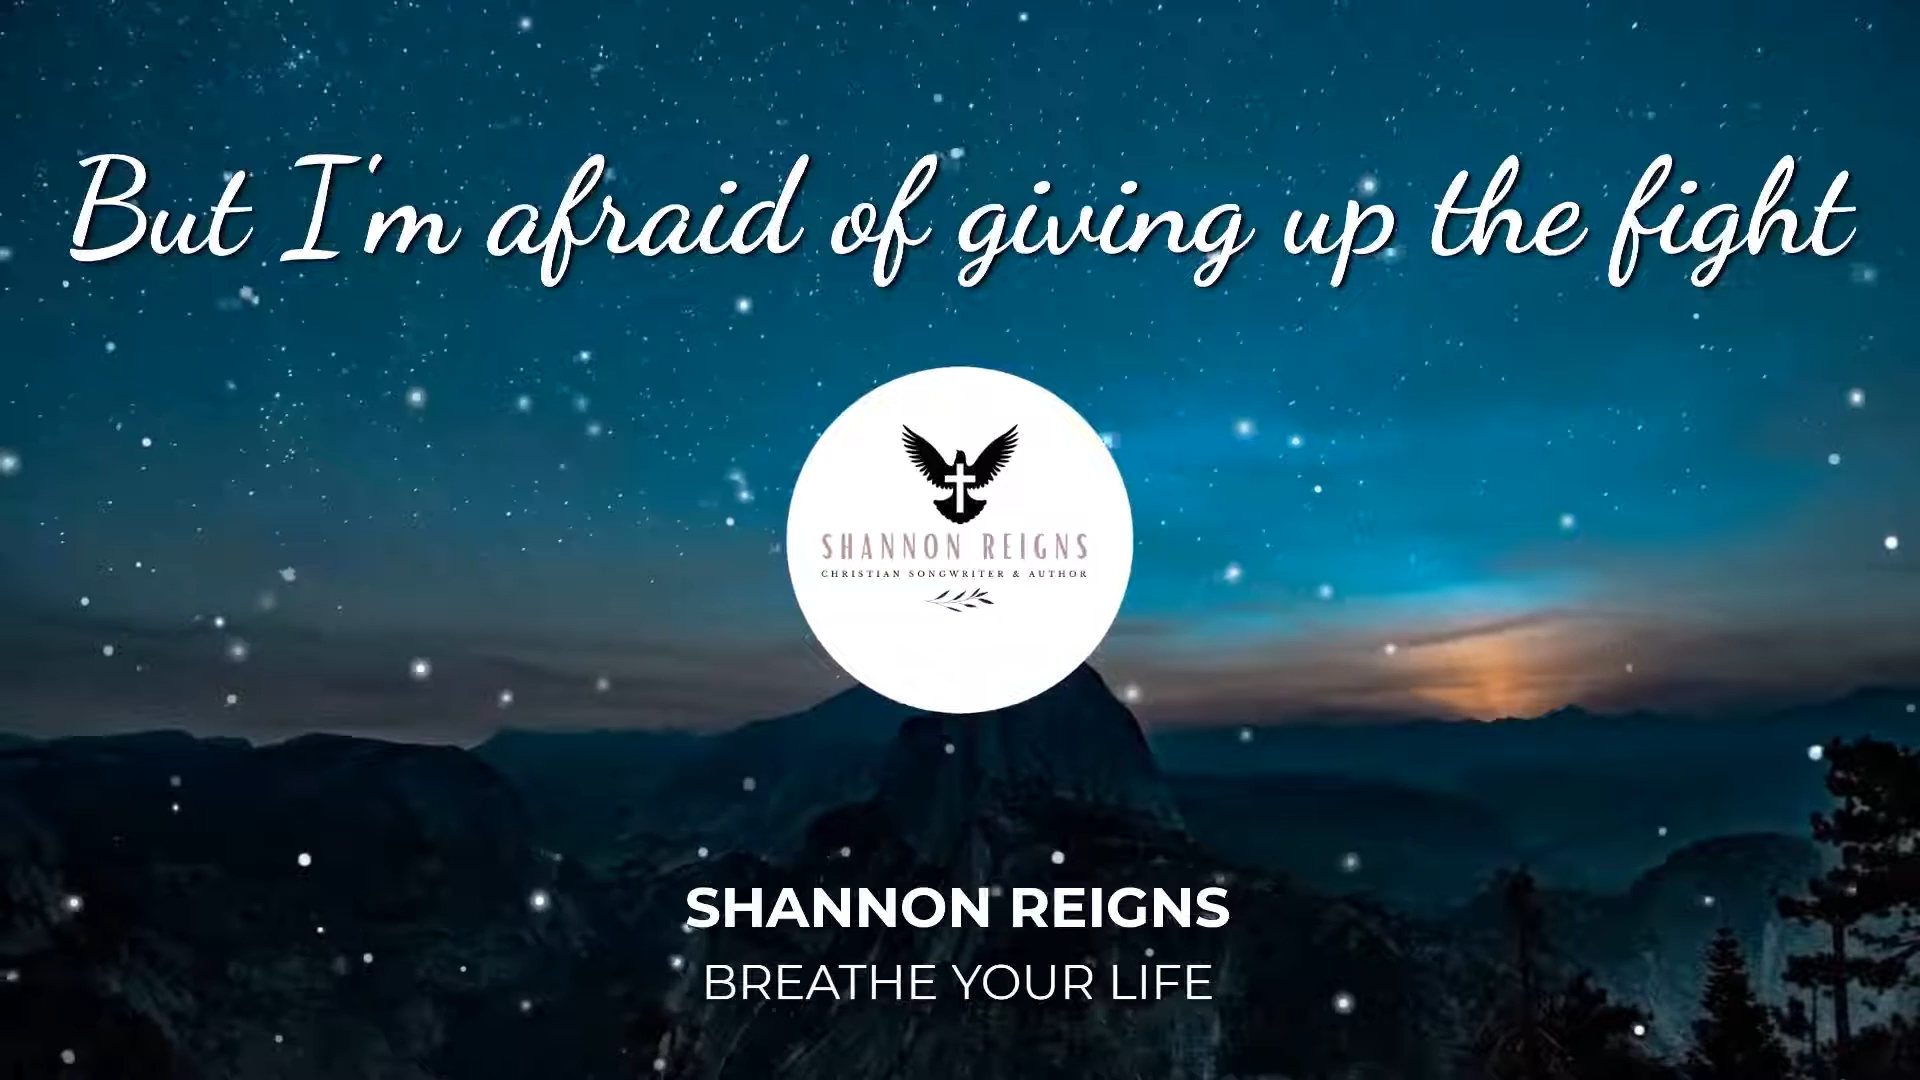 But I'm afraid of giving up the fight
SHANNON REIGNS
CHRISTIAN SONGWRITER & AUTHOR
SHANNON REIGNS
BREATHE YOUR LIFE